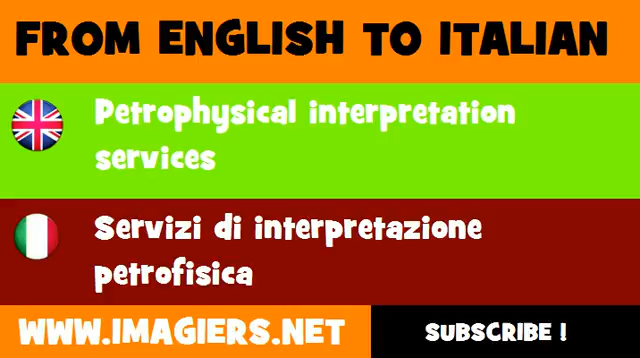 FROM ENGLISH TO ITALIAN
Petrophysical interpretation
services
Servizi di interpretazione
petrofisica
WWW.IMAGIERS.NET
SUBSCRIBE !